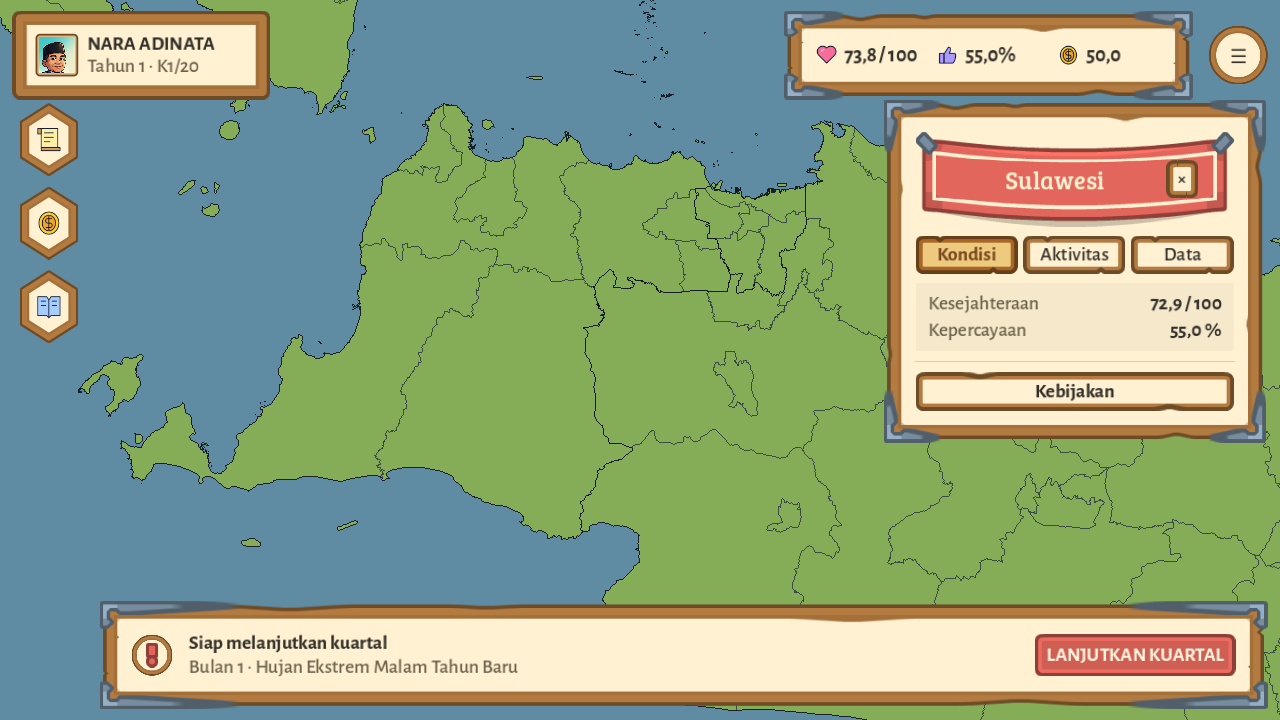 NARA ADINATA
Tahun 1 · K1/20
73,8/100
55,0%
50,0
Sulawesi
×
Kondisi
Aktivitas
Data
Kesejahteraan 72,9/100
Kepercayaan 55,0 %
Kebijakan
Siap melanjutkan kuartal
Bulan 1 · Hujan Ekstrem Malam Tahun Baru
LANJUTKAN KUARTAL